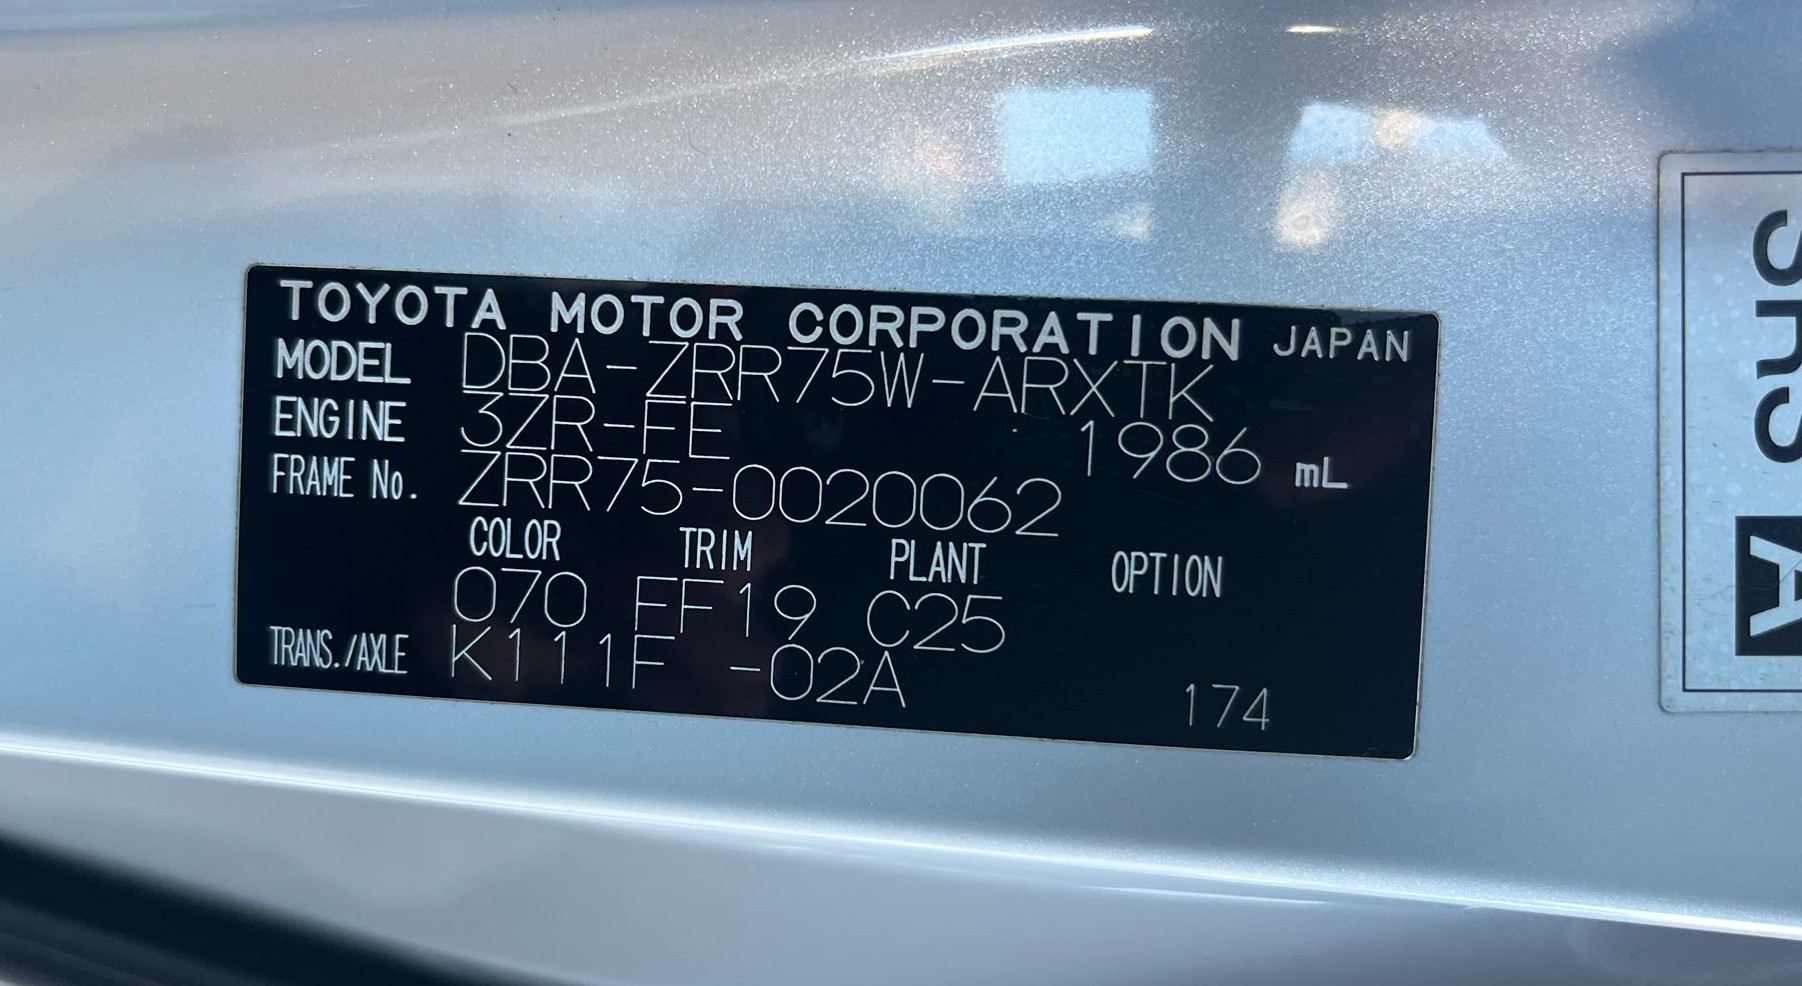 TOYOTA MOTOR CORPORATION JAPAN
MODEL DBA-ZRR75W-ARXTK
ENGINE 3ZR-FE 1986 mL
FRAME No. ZRR75-0020062
COLOR TRIM PLANT OPTION
070 FF19 C25
TRANS./AXLE K111F -02A
174
SRS
A